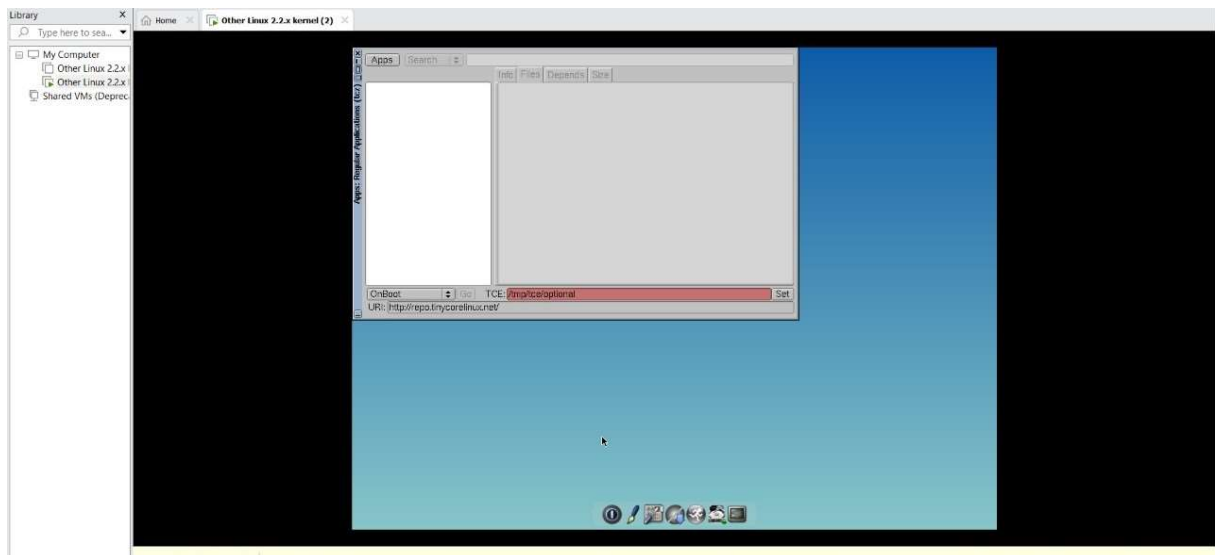 Library X
Type here to sea...
My Computer
Other Linux 2.2.x
Other Linux 2.2.x
Shared VMs (Deprec
Home
Other Linux 2.2.x kernel (2)
Apps: Regular Applications (tcz)
Apps Search
Info Files Depends Size
OnBoot Go TCE: /tmp/tce/optional Set
URI: http://repo.tinycorelinux.net/